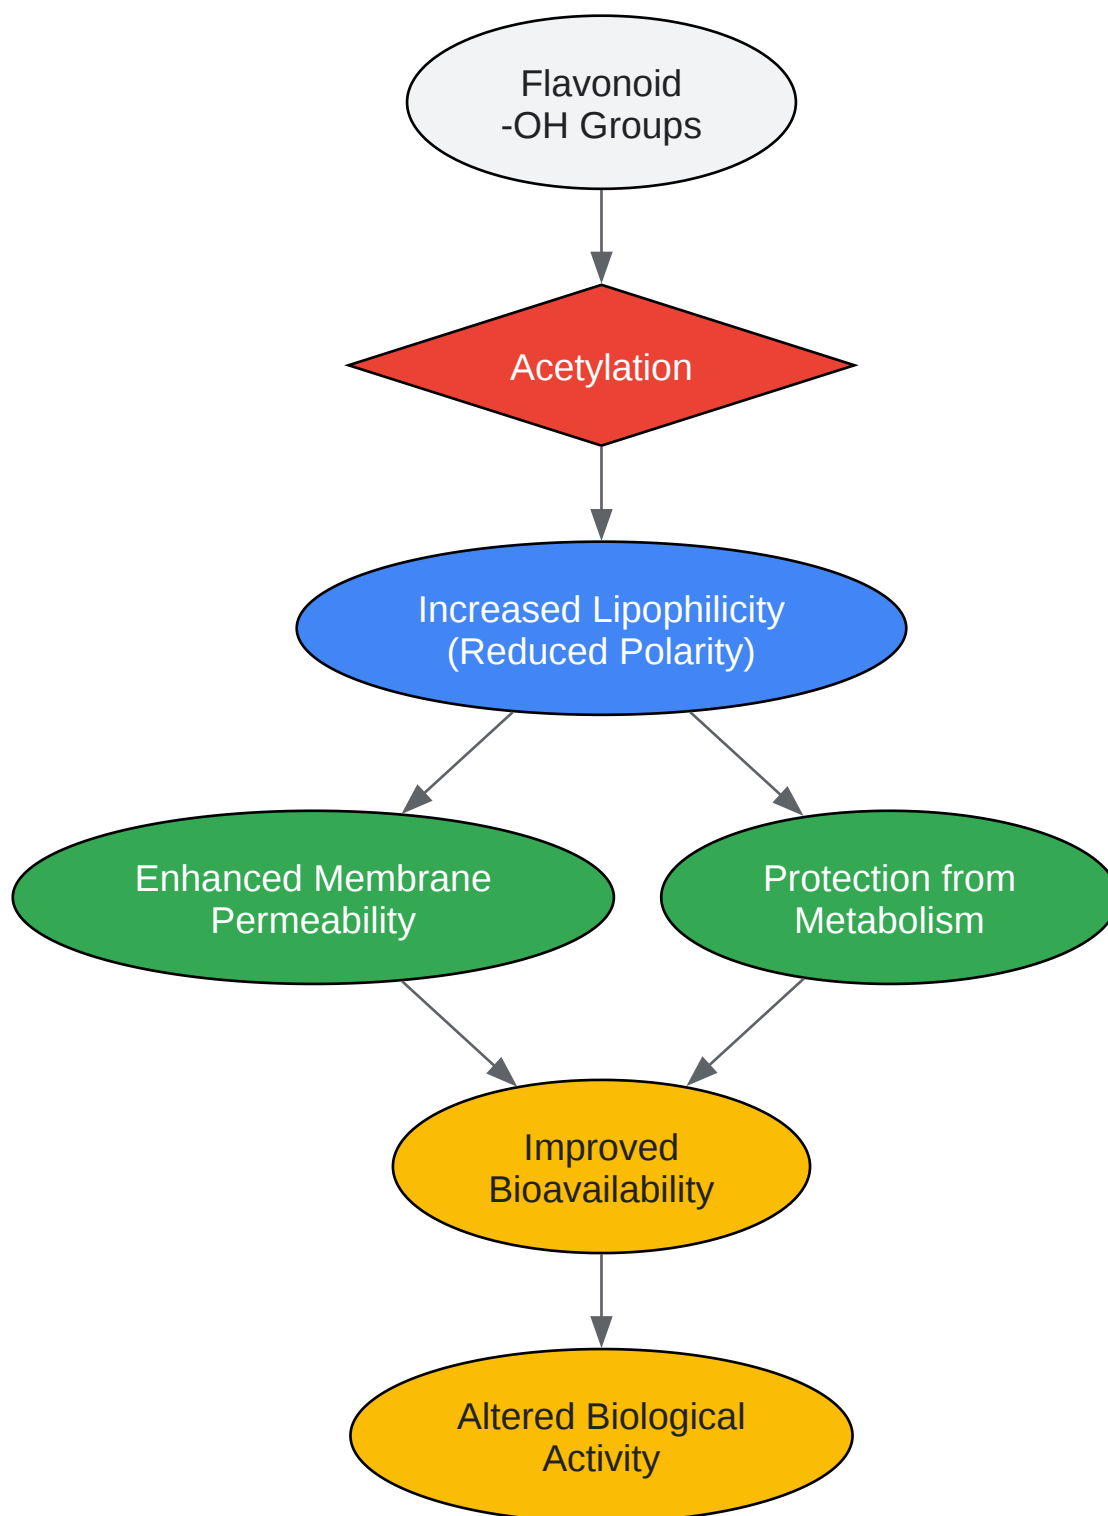 Flavonoid
-OH Groups
Acetylation
Increased Lipophilicity
(Reduced Polarity)
Enhanced Membrane
Permeability
Protection from
Metabolism
Improved
Bioavailability
Altered Biological
Activity